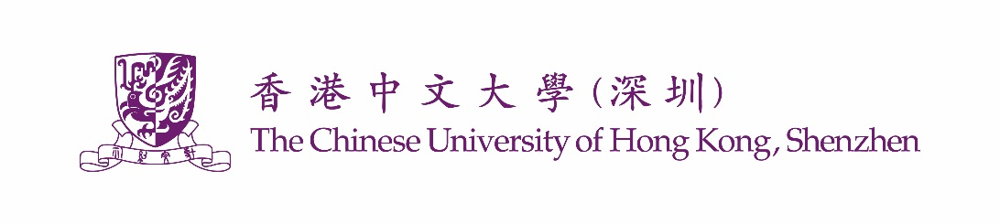 香港中文大學(深圳)
The Chinese University of Hong Kong, Shenzhen